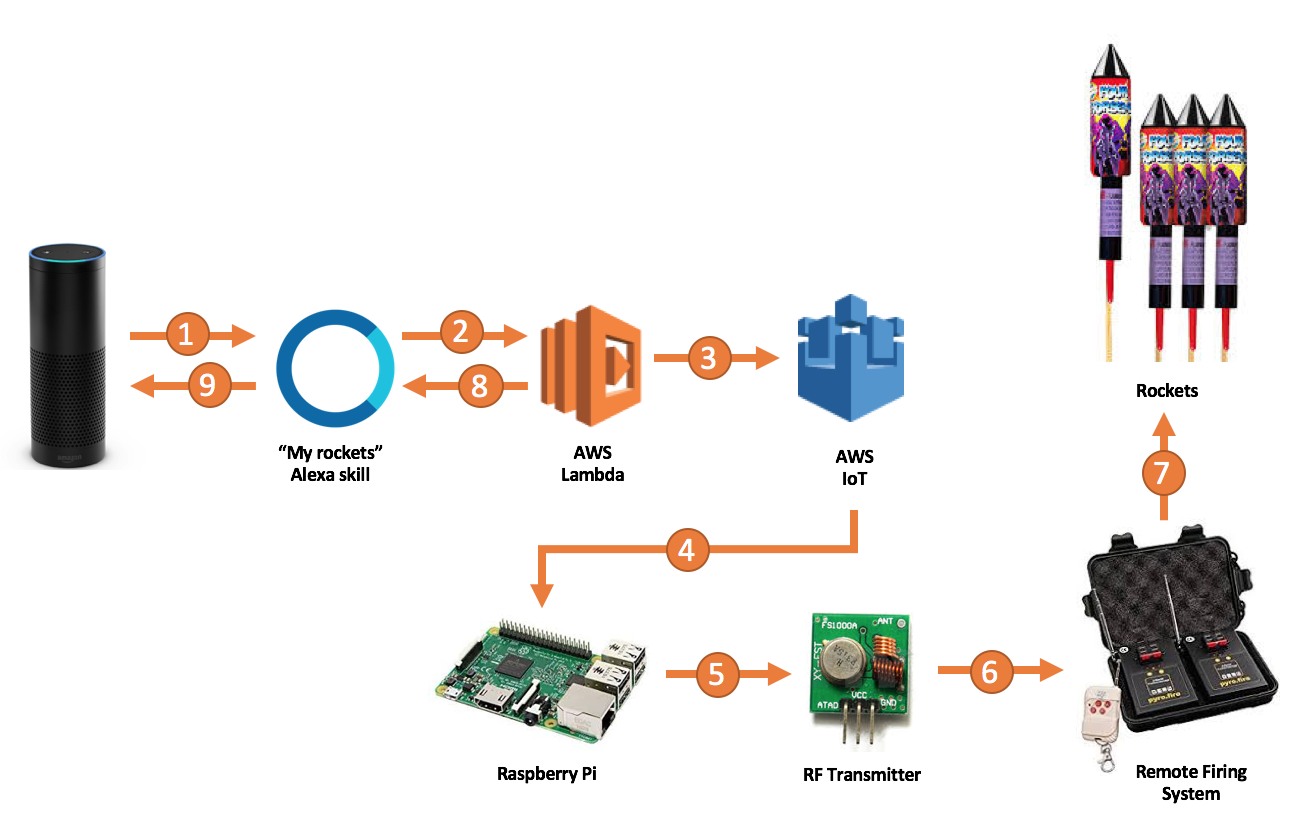 1
9
2
8
3
4
5
6
7
amazon
“My rockets”
Alexa skill
AWS
Lambda
AWS
IoT
Rockets
FOUR
FOUR
FOUR
FOUR
Raspberry Pi
FS1000A
ANT
XY-FST
R315A
VCC
ATAD
GND
RF Transmitter
pyro.fire
pyro.fire
Remote Firing
System